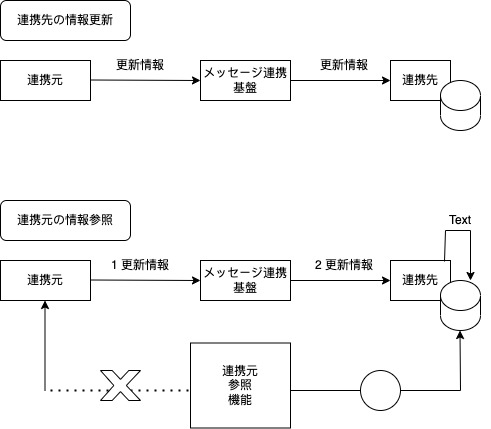 連携先の情報更新
連携元
更新情報
メッセージ連携
基盤
更新情報
連携先
連携元の情報参照
Text
連携元
1 更新情報
メッセージ連携
基盤
2 更新情報
連携先
連携元
参照
機能